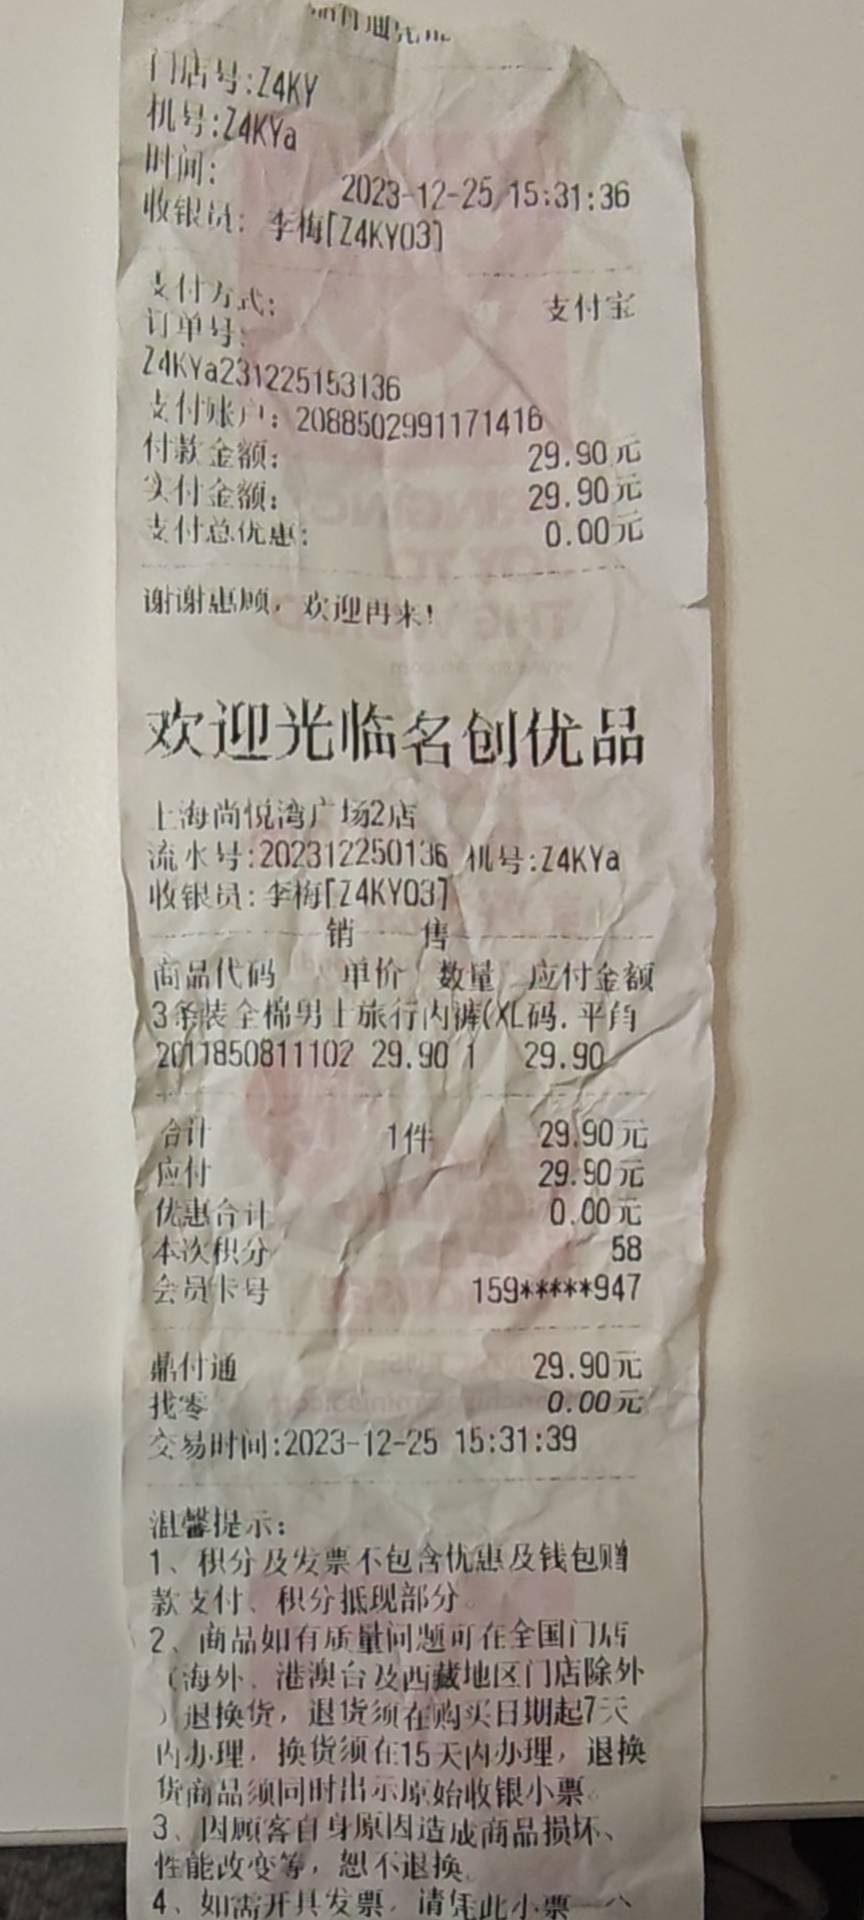 门店号:Z4KY
机号:Z4KYa
时间:
2023-12-25 15:31:36
收银员: 李梅[Z4KY03]
支付方式:
支付宝
订单号:
Z4KYa231225153136
支付账户: 2088502991171416
付款金额: 29.90元
实付金额: 29.90元
支付总优惠: 0.00元
谢谢惠顾, 欢迎再来!
欢迎光临名创优品
上海尚悦湾广场2店
流水号:202312250136 机号:Z4KYa
收银员:李梅[Z4KY03]
销 售
商品代码 单价 数量 应付金额
3条装全棉男士旅行内裤(XL码, 平角
2011850811102 29.90 1 29.90
合计 1件 29.90元
应付 29.90元
优惠合计 0.00元
本次积分 58
会员卡号 159*****947
鼎付通 29.90元
找零 0.00元
交易时间:2023-12-25 15:31:39
温馨提示:
1、积分及发票不包含优惠及钱包赠
款支付、积分抵现部分。
2、商品如有质量问题可在全国门店
(海外、港澳台及西藏地区门店除外
)退换货, 退货须在购买日期起7天
内办理, 换货须在15天内办理, 退换
货商品须同时出示原始收银小票。
3、因顾客自身原因造成商品损坏、
性能改变等, 恕不退换
4、如需开具发票, 请凭此小票